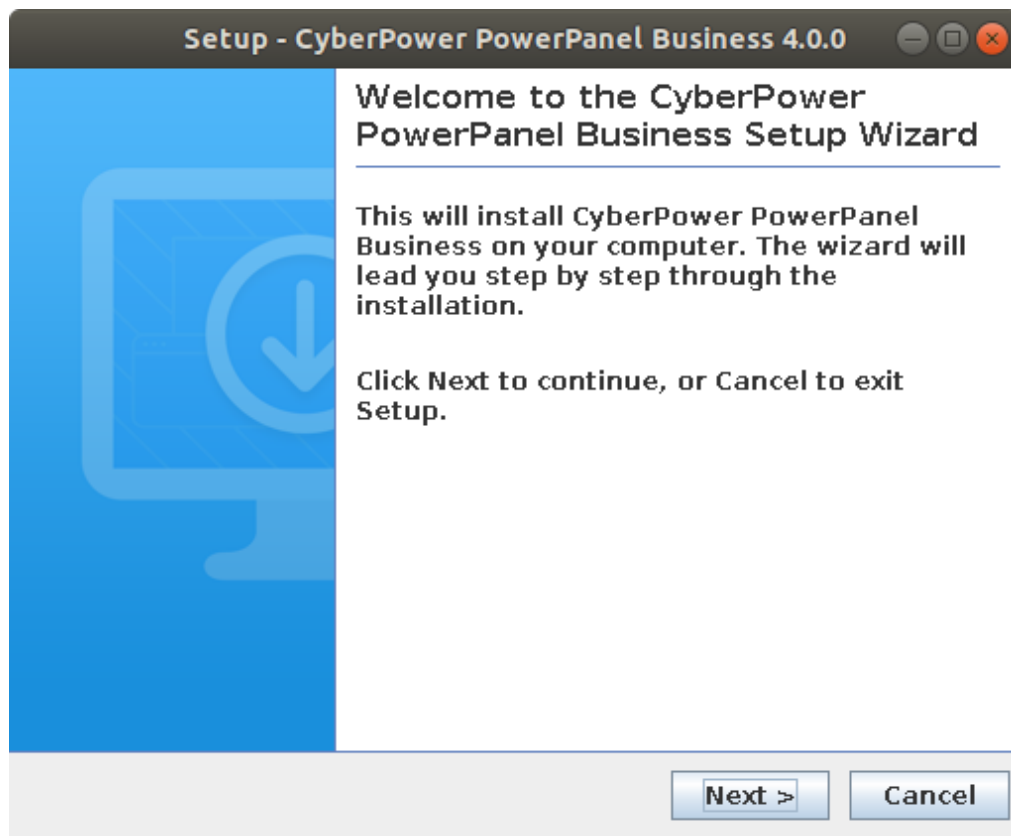 Setup - CyberPower PowerPanel Business 4.0.0
Welcome to the CyberPower
PowerPanel Business Setup Wizard
This will install CyberPower PowerPanel
Business on your computer. The wizard will
lead you step by step through the
installation.
Click Next to continue, or Cancel to exit
Setup.
Next >
Cancel